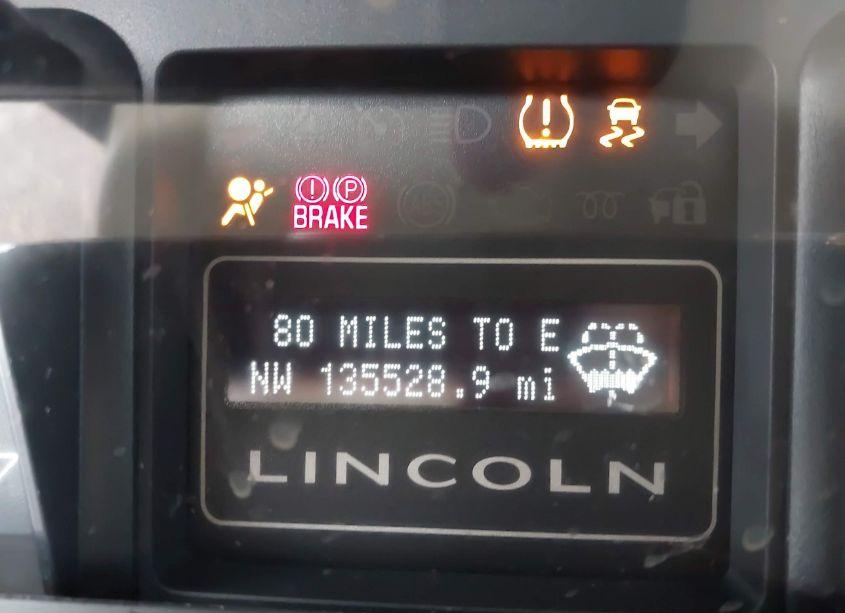 P
BRAKE
80 MILES TO E
NW 135528.9 mi
LINCOLN